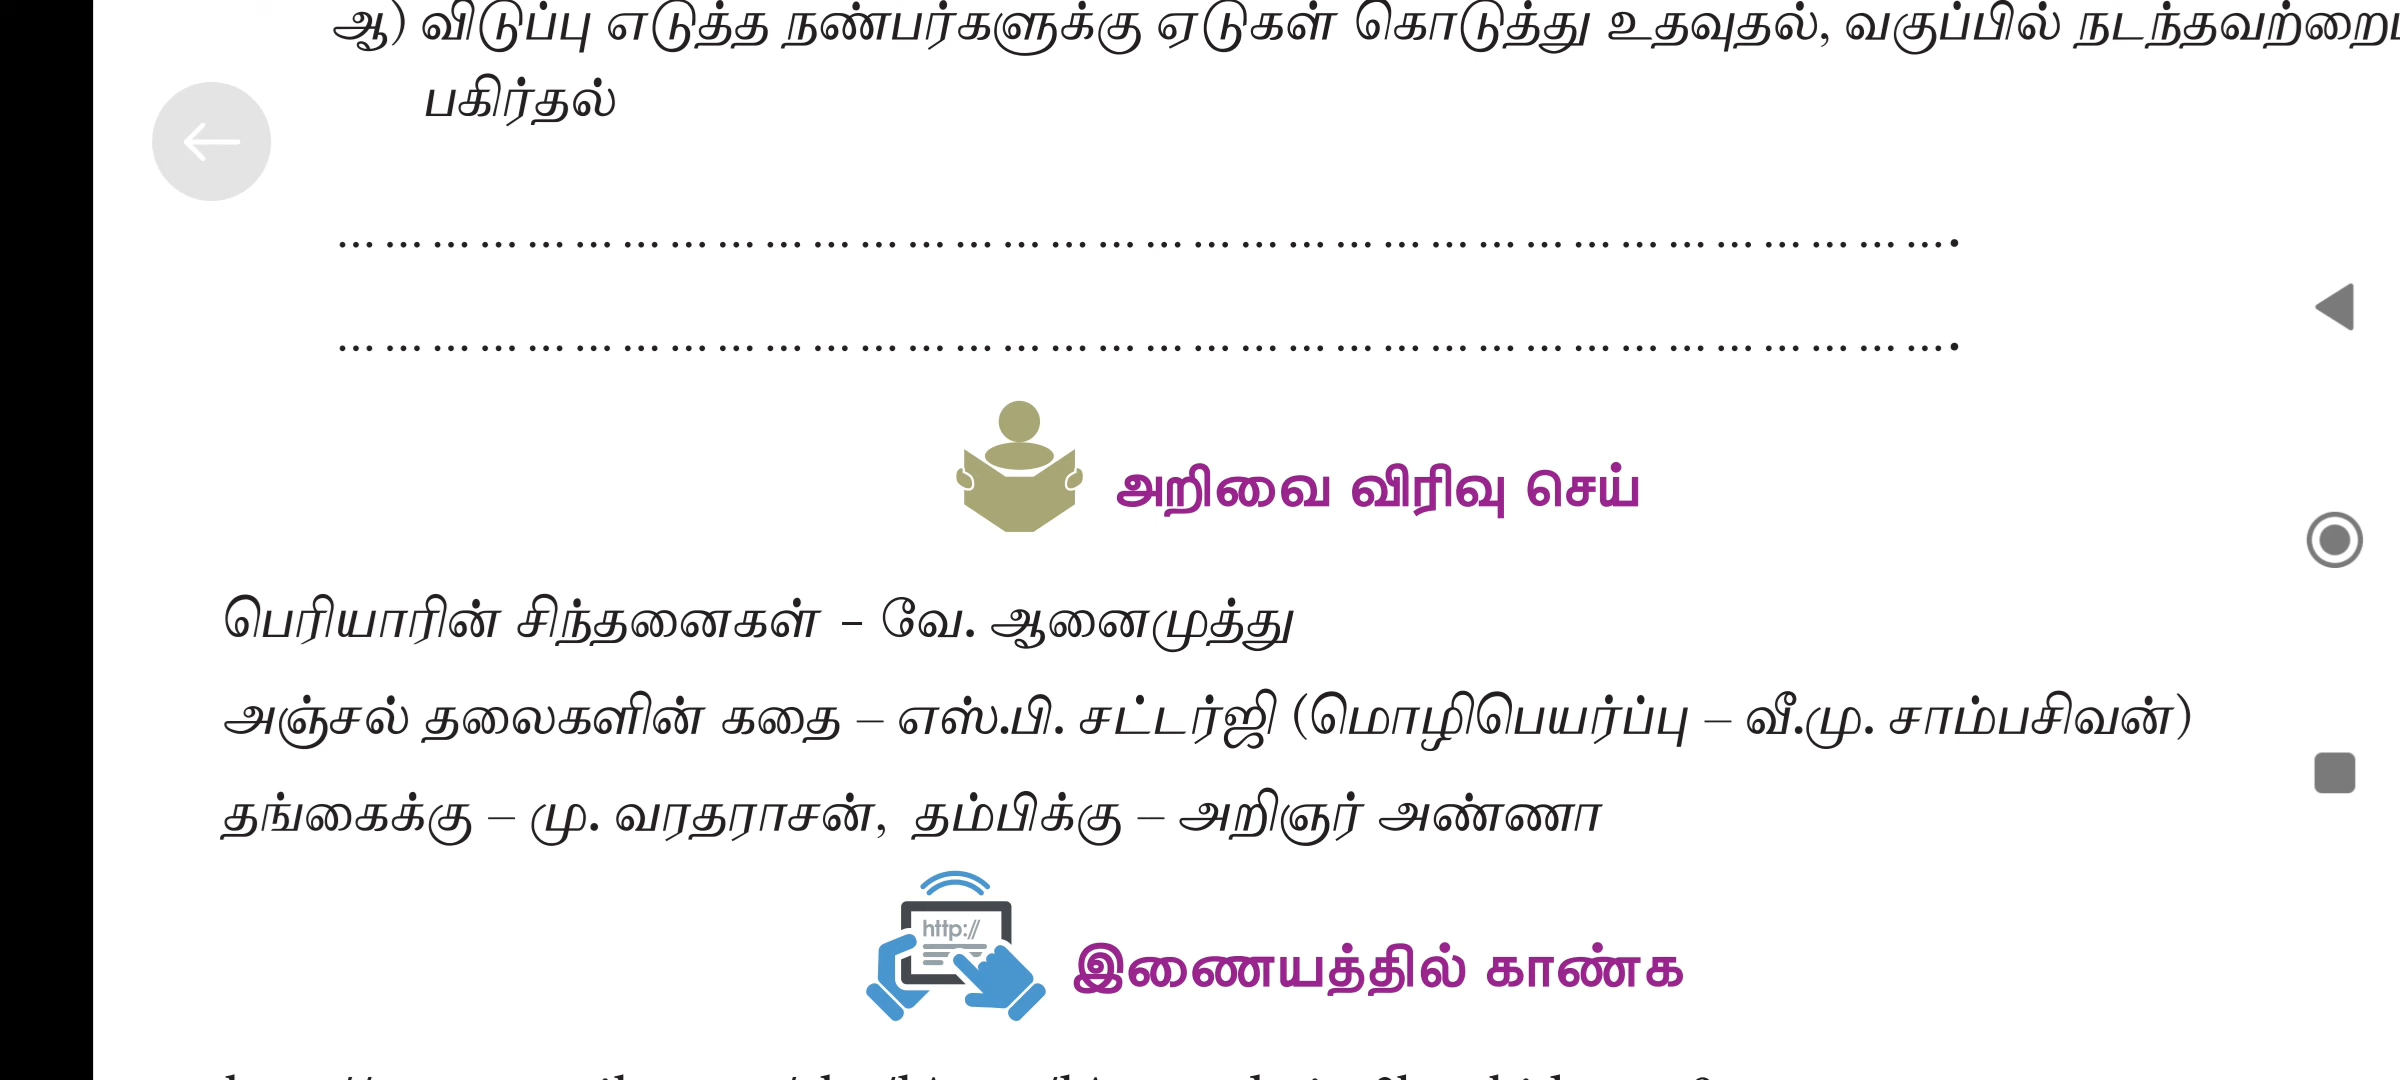 ஆ) விடுப்பு எடுத்த நண்பர்களுக்கு ஏடுகள் கொடுத்து உதவுதல், வகுப்பில் நடந்தவற்றைப்
பகிர்தல்
………………………………………………………………………………………….
………………………………………………………………………………………….
அறிவை விரிவு செய்
பெரியாரின் சிந்தனைகள் - வே. ஆனைமுத்து
அஞ்சல் தலைகளின் கதை – எஸ்.பி. சட்டர்ஜி (மொழிபெயர்ப்பு – வீ.மு. சாம்பசிவன்)
தங்கைக்கு – மு. வரதராசன், தம்பிக்கு – அறிஞர் அண்ணா
http://
இணையத்தில் காண்க